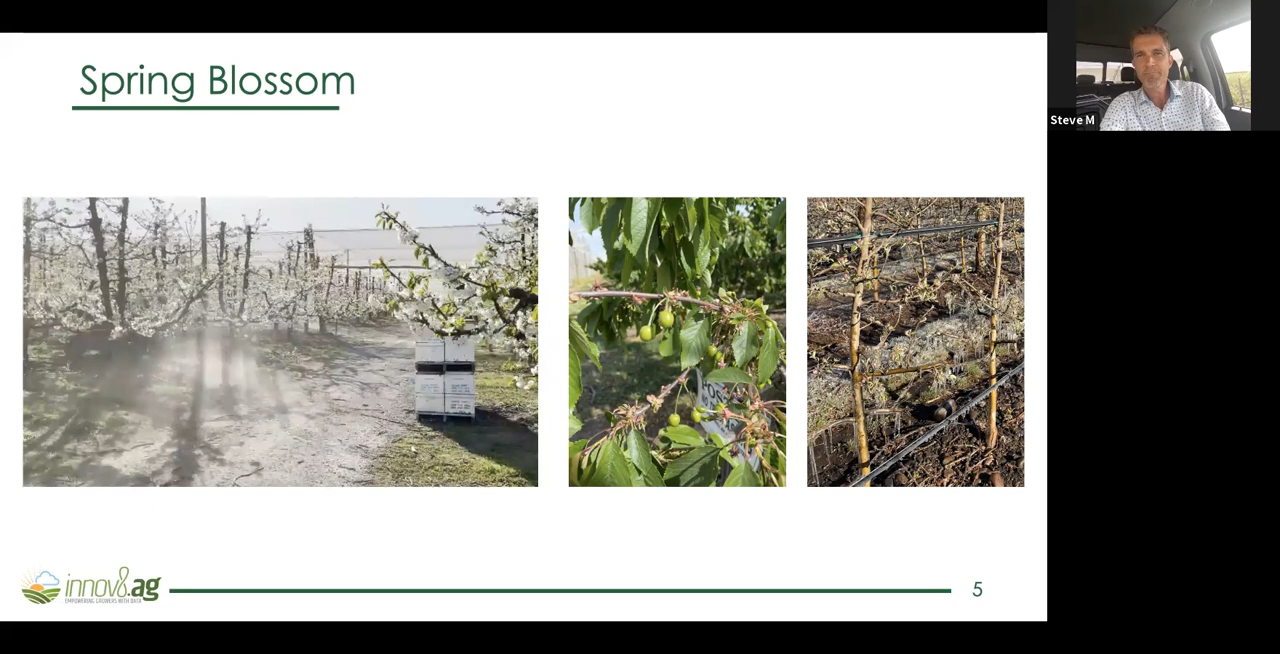 Spring Blossom
Steve M
innov8.ag
EMPOWERING GROWERS WITH DATA
5